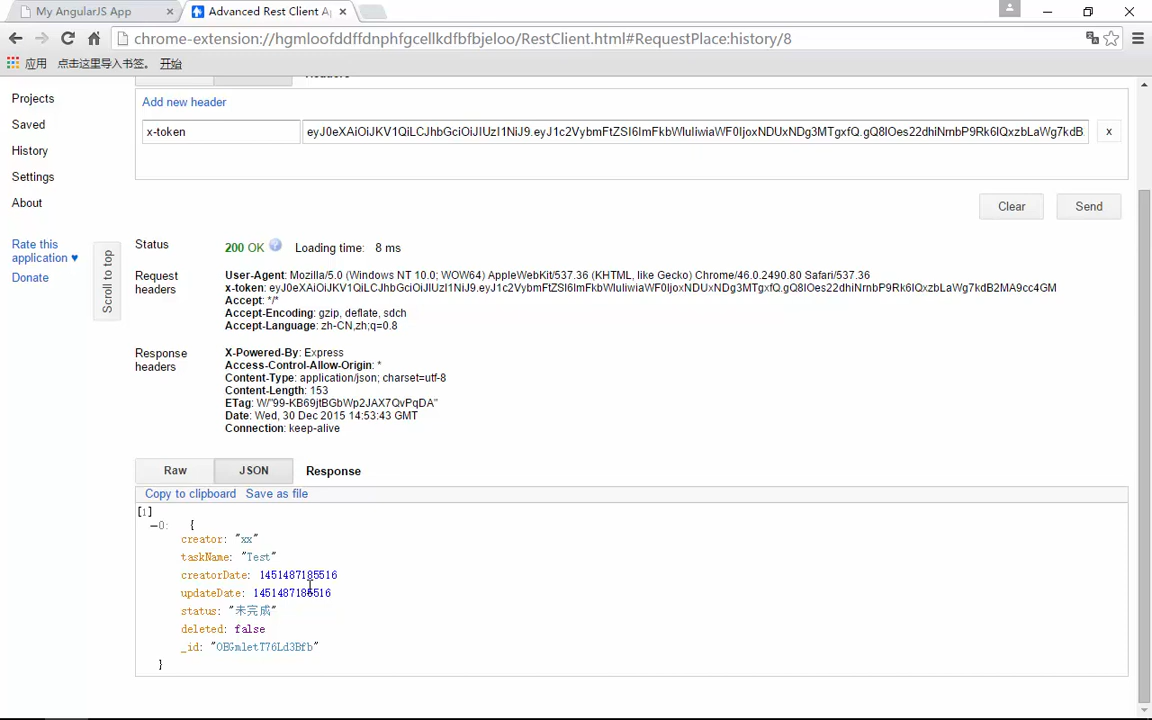 My AngularJS App
Advanced Rest Client A
chrome-extension://hgmloofddffdnphfgcellkdfbfbjeloo/RestClient.html#RequestPlace:history/8
应用 点击这里导入书签。 开始
Projects
Saved
History
Settings
About
Rate this
application ♥
Donate
Scroll to top
Headers
Add new header
x-token
x
Clear
Send
Status
200 OK Loading time: 8 ms
Request
headers
User-Agent: Mozilla/5.0 (Windows NT 10.0; WOW64) AppleWebKit/537.36 (KHTML, like Gecko) Chrome/46.0.2490.80 Safari/537.36
x-token:
Accept: */*
Accept-Encoding: gzip, deflate, sdch
Accept-Language: zh-CN,zh;q=0.8
Response
headers
X-Powered-By: Express
Access-Control-Allow-Origin: *
Content-Type: application/json; charset=utf-8
Content-Length: 153
ETag: W/"99-KB69jtBGbWp2JAX7QvPqDA"
Date: Wed, 30 Dec 2015 14:53:43 GMT
Connection: keep-alive
Raw
JSON
Response
Copy to clipboard Save as file
[1]
–0: {
creator: "xx"
taskName: "Test"
creatorDate: 1451487185516
updateDate: 1451487185516
status: "未完成"
deleted: false
_id: "OBGmletT76Ld3Bfb"
}